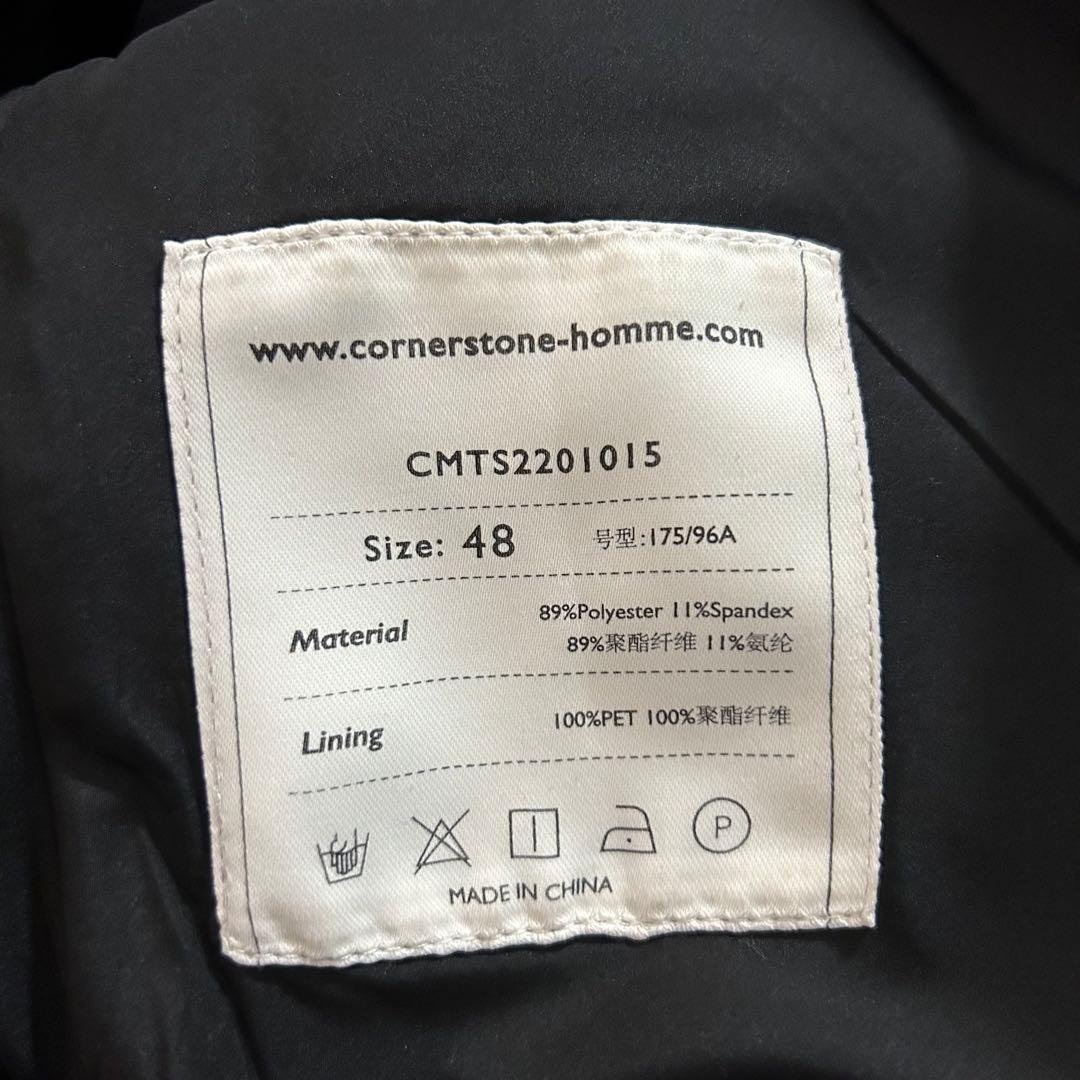 www.cornerstone-homme.com
CMTS2201015
Size: 48 号型:175/96A
Material
89%Polyester 11%Spandex
89%聚酯纤维 11%氨纶
Lining 100%PET 100%聚酯纤维
P
MADE IN CHINA